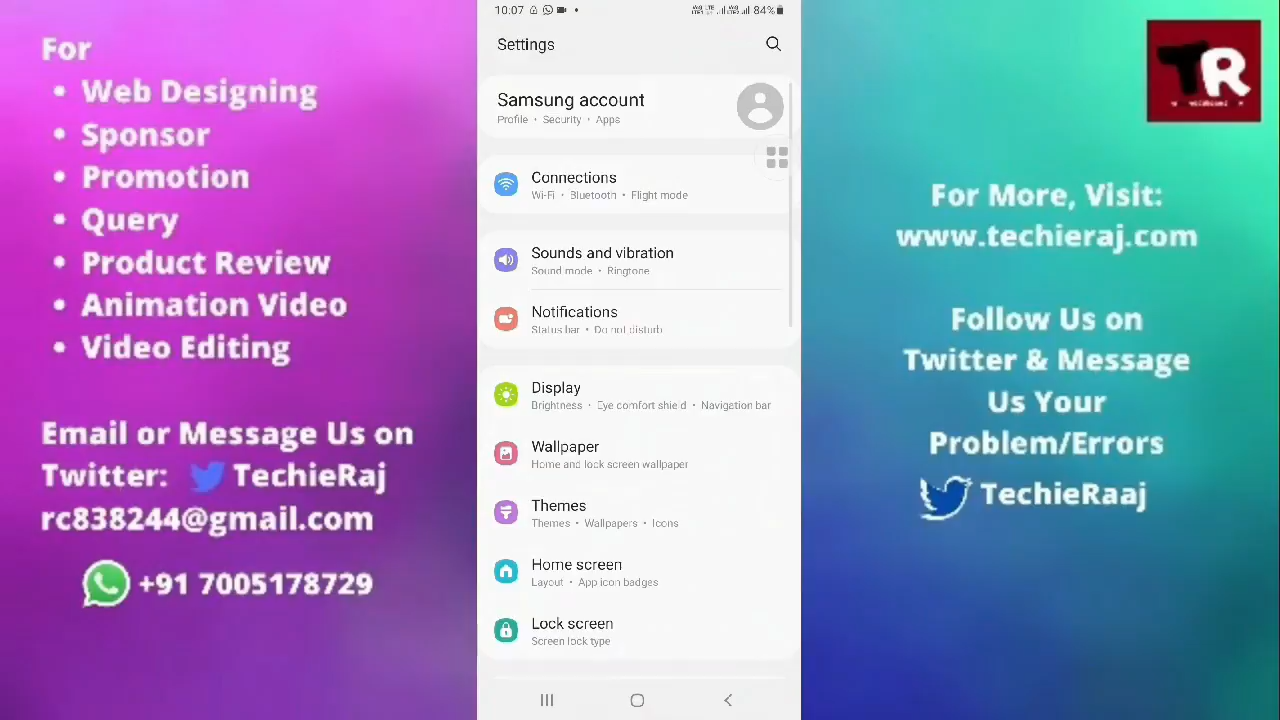 For
• Web Designing
• Sponsor
• Promotion
• Query
• Product Review
• Animation Video
• Video Editing
Email or Message Us on
Twitter: TechieRaj
rc838244@gmail.com
+91 7005178729
10.07
84%
Settings
Samsung account
Profile • Security • Apps
Connections
Wi-Fi • Bluetooth • Flight mode
Sounds and vibration
Sound mode • Ringtone
Notifications
Status bar • Do not disturb
Display
Brightness • Eye comfort shield • Navigation bar
Wallpaper
Home and lock screen wallpaper
Themes
Themes • Wallpapers • Icons
Home screen
Layout • App icon badges
Lock screen
Screen lock type
TR
For More, Visit:
www.techieraj.com
Follow Us on
Twitter & Message
Us Your
Problem/Errors
TechieRaaj